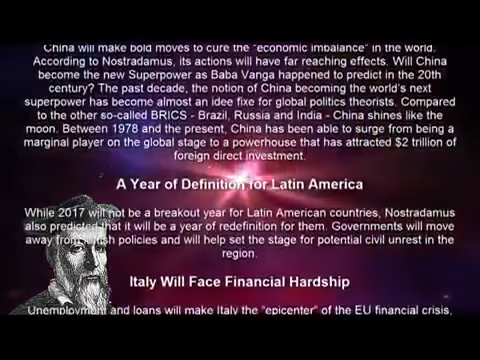 China will make bold moves to cure the "economic imbalance" in the world.
According to Nostradamus, its actions will have far reaching effects. Will China
become the new Superpower as Baba Vanga happened to predict in the 20th
century? The past decade, the notion of China becoming the world's next
superpower has become almost an idee fixe for global politics theorists. Compared
to the other so-called BRICS - Brazil, Russia and India - China shines like the
moon. Between 1978 and the present, China has been able to surge from being a
marginal player on the global stage to a powerhouse that has attracted $2 trillion of
foreign direct investment.
A Year of Definition for Latin America
While 2017 will not be a breakout year for Latin American countries, Nostradamus
also predicted that it will be a year of redefinition for them. Governments will move
away from policies and will help set the stage for potential civil unrest in the
region.
Italy Will Face Financial Hardship
Unemployment and loans will make Italy the "epicenter" of the EU financial crisis,